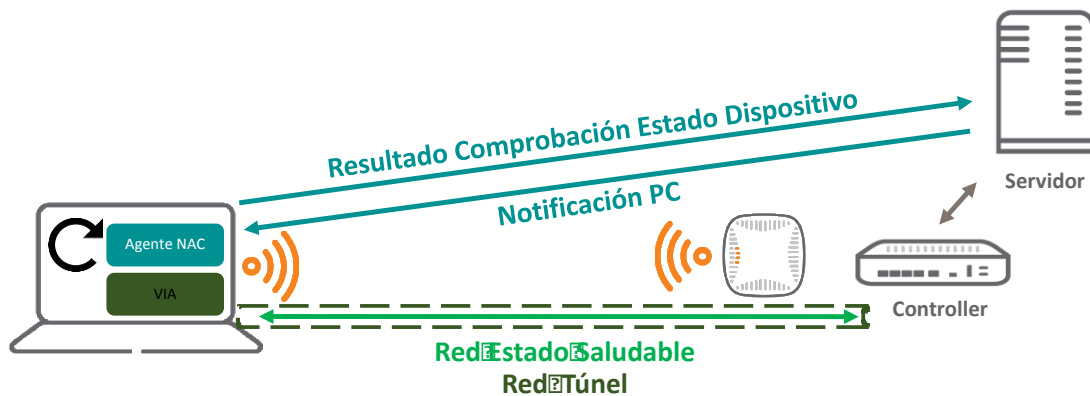 Resultado Comprobación Estado Dispositivo
Notificación PC
Servidor
Agente NAC
VIA
Controller
Red Estado Saludable
Red Túnel